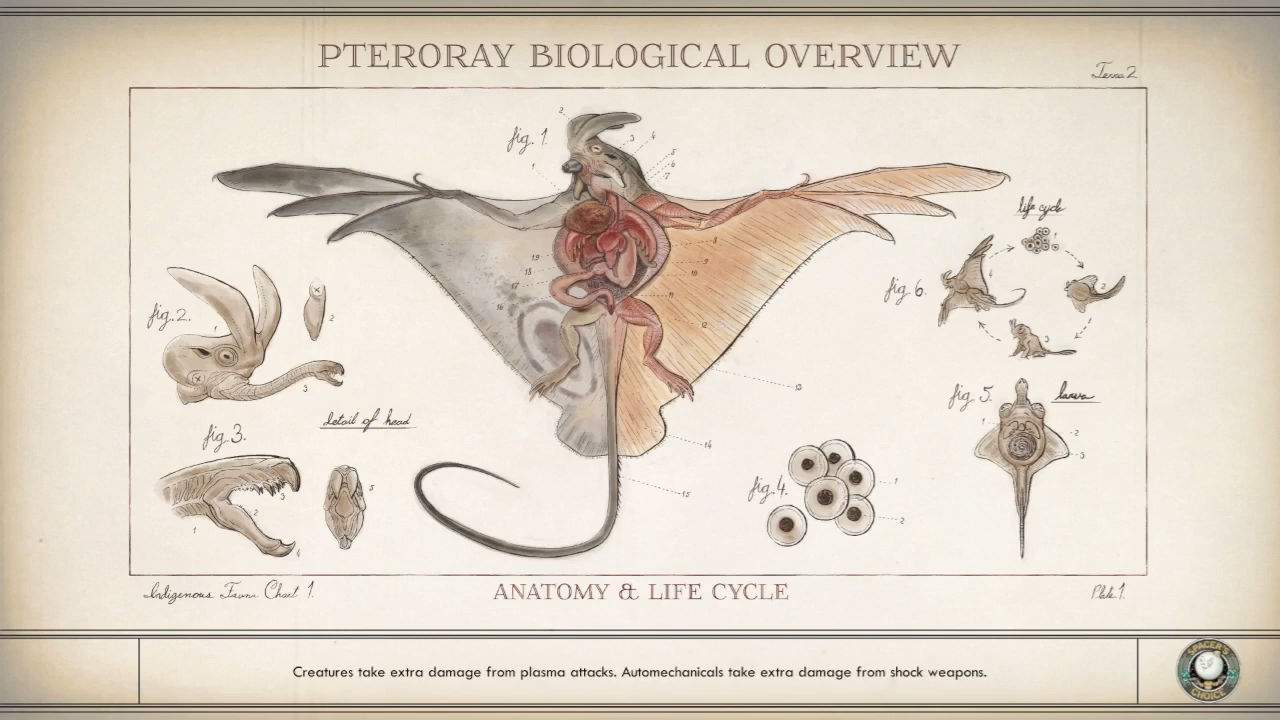 PTERORAY BIOLOGICAL OVERVIEW
Terra 2
fig. 1.
life cycle
fig. 6.
fig. 2.
detail of head
fig. 3.
fig. 5.
larva
fig. 4.
Indigenous Fauna Chart 1.
ANATOMY & LIFE CYCLE
Plate 1.
Creatures take extra damage from plasma attacks. Automechanicals take extra damage from shock weapons.
SPACER'S
CHOICE